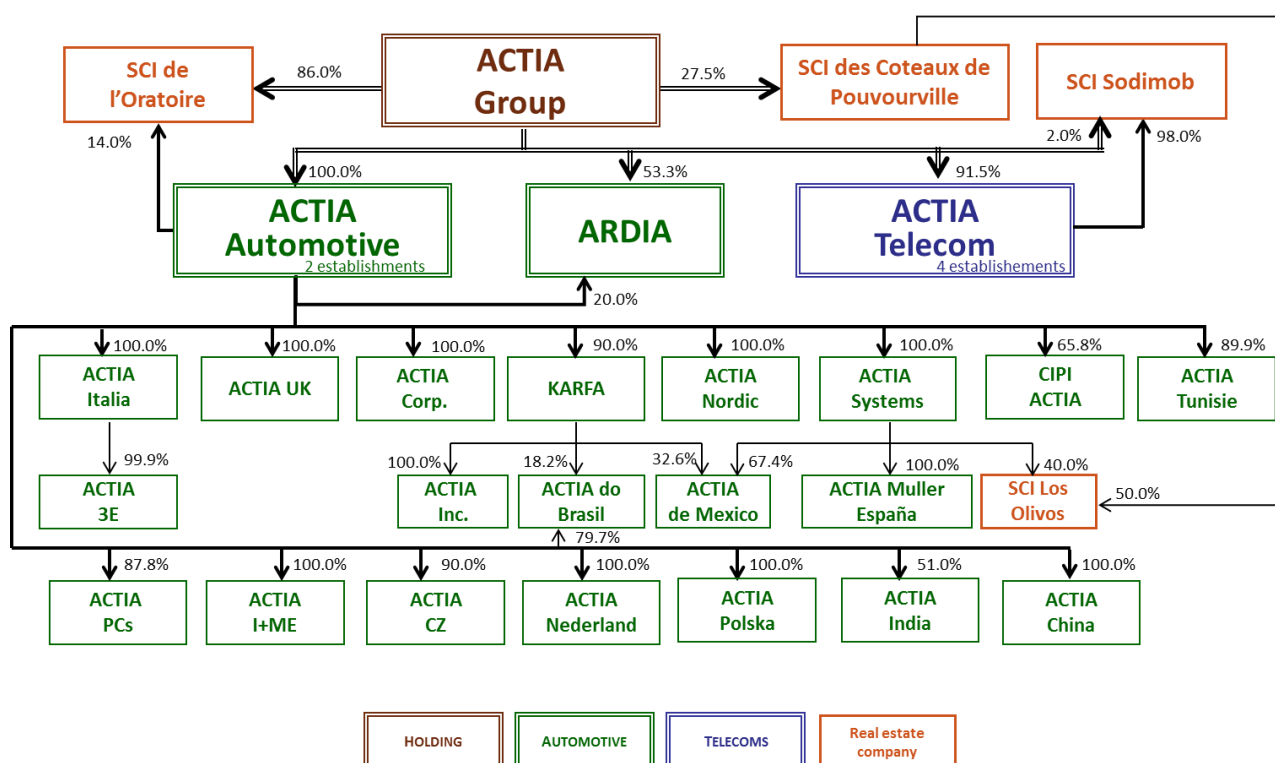 SCI de
l’Oratoire
86.0%
ACTIA
Group
27.5%
SCI des Coteaux de
Pouvourville
SCI Sodimob
14.0%
2.0%
98.0%
100.0%
53.3%
91.5%
ACTIA
Automotive
2 establishments
ARDIA
ACTIA
Telecom
4 establishements
20.0%
100.0%
100.0%
100.0%
90.0%
100.0%
100.0%
65.8%
89.9%
ACTIA
Italia
ACTIA UK
ACTIA
Corp.
KARFA
ACTIA
Nordic
ACTIA
Systems
CIPI
ACTIA
ACTIA
Tunisie
99.9%
100.0%
18.2%
32.6%
67.4%
100.0%
40.0%
50.0%
ACTIA
3E
ACTIA
Inc.
ACTIA do
Brasil
ACTIA
de Mexico
ACTIA Muller
España
SCI Los
Olivos
79.7%
87.8%
100.0%
90.0%
100.0%
100.0%
51.0%
100.0%
ACTIA
PCs
ACTIA
I+ME
ACTIA
CZ
ACTIA
Nederland
ACTIA
Polska
ACTIA
India
ACTIA
China
HOLDING
AUTOMOTIVE
TELECOMS
Real estate
company